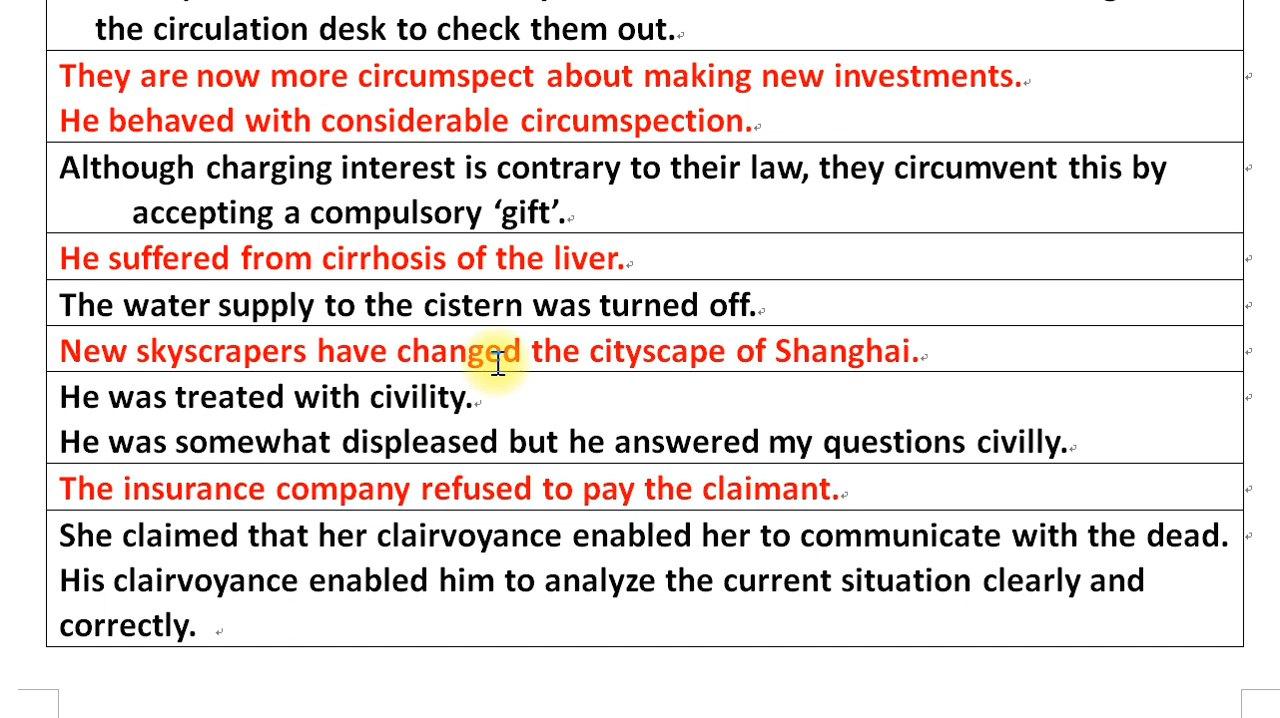 the circulation desk to check them out.
They are now more circumspect about making new investments.
He behaved with considerable circumspection.
Although charging interest is contrary to their law, they circumvent this by
accepting a compulsory ‘gift’.
He suffered from cirrhosis of the liver.
The water supply to the cistern was turned off.
New skyscrapers have changed the cityscape of Shanghai.
He was treated with civility.
He was somewhat displeased but he answered my questions civilly.
The insurance company refused to pay the claimant.
She claimed that her clairvoyance enabled her to communicate with the dead.
His clairvoyance enabled him to analyze the current situation clearly and
correctly.